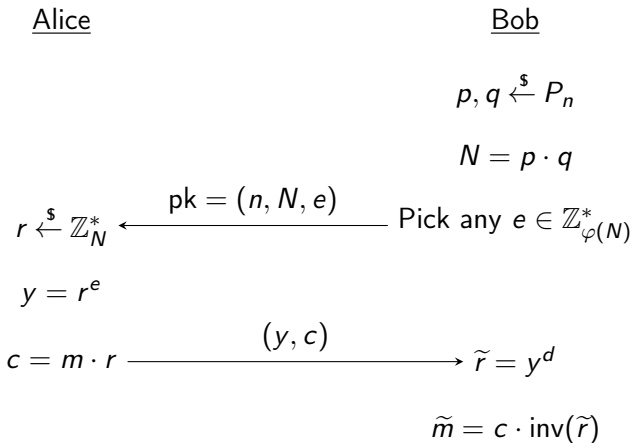 Alice Bob
p, q ←$ P_n
N = p · q
pk = (n, N, e)
r ←$ ℤ*_N Pick any e ∈ ℤ*_φ(N)
y = r^e
(y, c)
c = m · r r̃ = y^d
m̃ = c · inv(r̃)